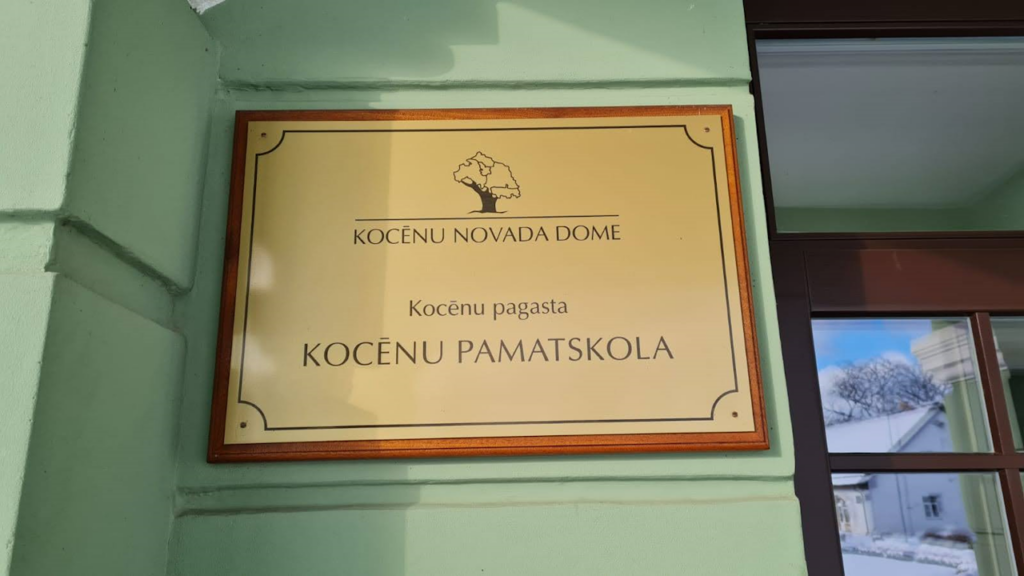 KOCĒNU NOVADA DOME
Kocēnu pagasta
KOCĒNU PAMATSKOLA